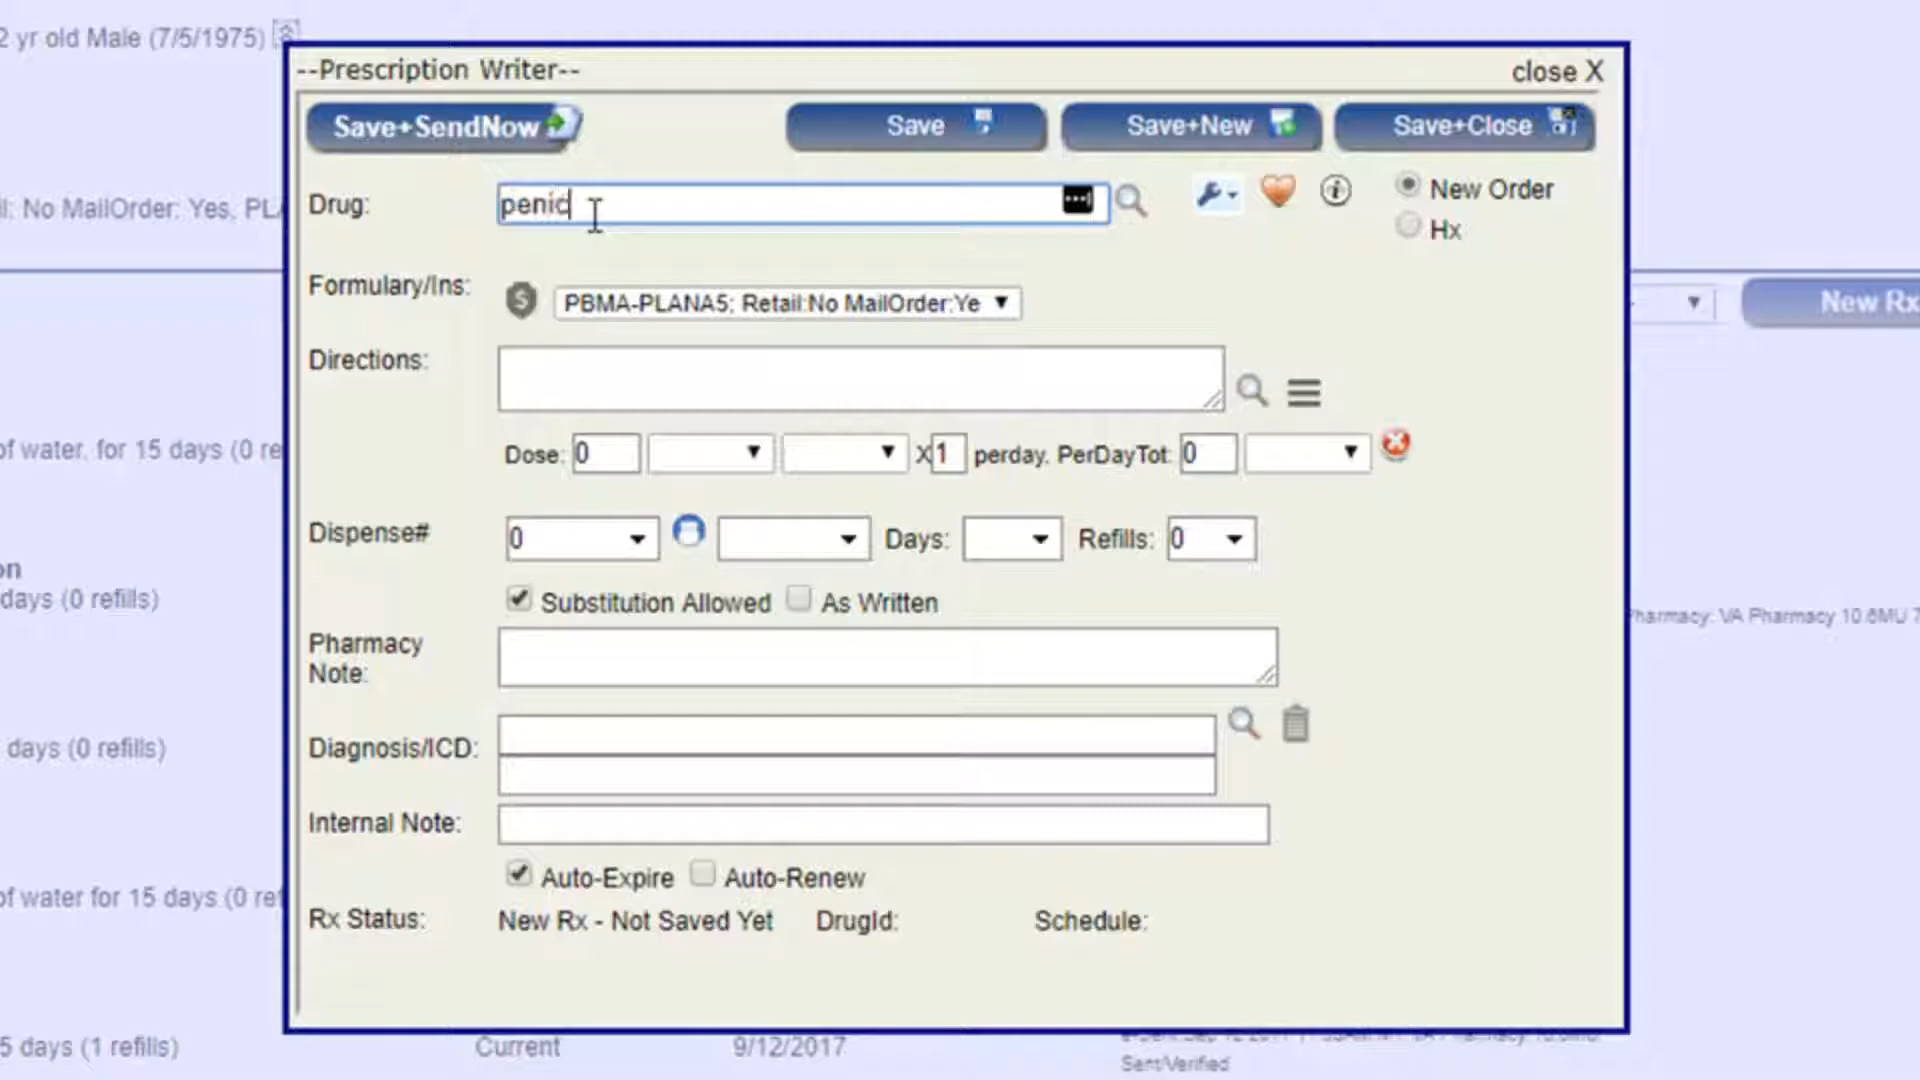 2 yr old Male (7/5/1975)
--Prescription Writer--
close X
Save+SendNow
Save
Save+New
Save+Close
Drug:
penic
New Order
Hx
No MailOrder: Yes, PL
Formulary/Ins:
PBMA-PLANA5; Retail:No MailOrder:Ye
New Rx
Directions:
Dose: 0
X 1 perday. PerDayTot: 0
of water, for 15 days (0 re
Dispense#
0
Days:
Refills: 0
on
days (0 refills)
Substitution Allowed
As Written
Pharmacy: VA Pharmacy 10.6MU 7
Pharmacy
Note:
days (0 refills)
Diagnosis/ICD:
Internal Note:
Auto-Expire
Auto-Renew
of water for 15 days (0 ref
Rx Status:
New Rx - Not Saved Yet
DrugId:
Schedule:
5 days (1 refills)
Current
9/12/2017
Sent/Verified